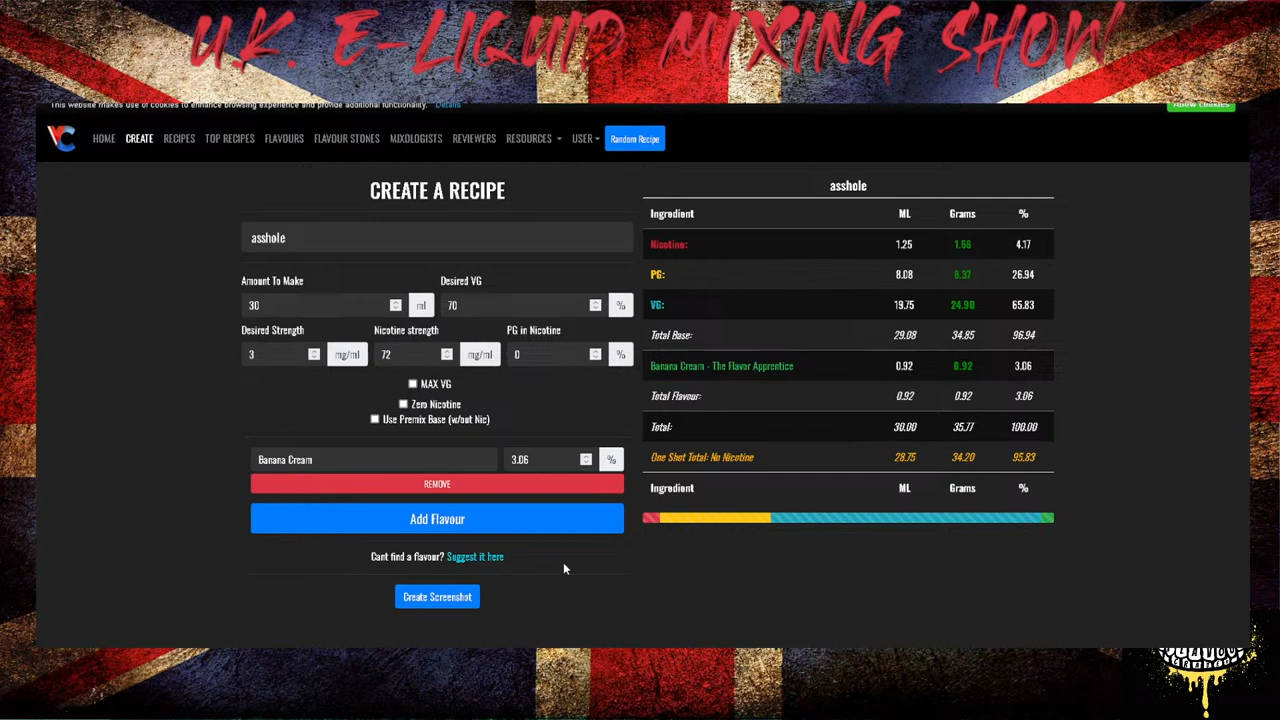 U.K. E-LIQUID MIXING SHOW
This website makes use of cookies to enhance browsing experience and provide additional functionality. Details
Allow Cookies
VC HOME CREATE RECIPES TOP RECIPES FLAVOURS FLAVOUR STONES MIXOLOGISTS REVIEWERS RESOURCES USER Random Recipe
CREATE A RECIPE
asshole
Amount To Make Desired VG
30 ml 70 %
Desired Strength Nicotine strength PG in Nicotine
3 mg/ml 72 mg/ml 0 %
MAX VG
Zero Nicotine
Use Premix Base (w/out Nic)
Banana Cream 3.06 %
REMOVE
Add Flavour
Cant find a flavour? Suggest it here
Create Screenshot
asshole
Ingredient ML Grams %
Nicotine: 1.25 1.56 4.17
PG: 8.08 8.37 26.94
VG: 19.75 24.90 65.83
Total Base: 29.08 34.85 96.94
Banana Cream - The Flavor Apprentice 0.92 0.92 3.06
Total Flavour: 0.92 0.92 3.06
Total: 30.00 35.77 100.00
One Shot Total: No Nicotine 28.75 34.20 95.83
Ingredient ML Grams %